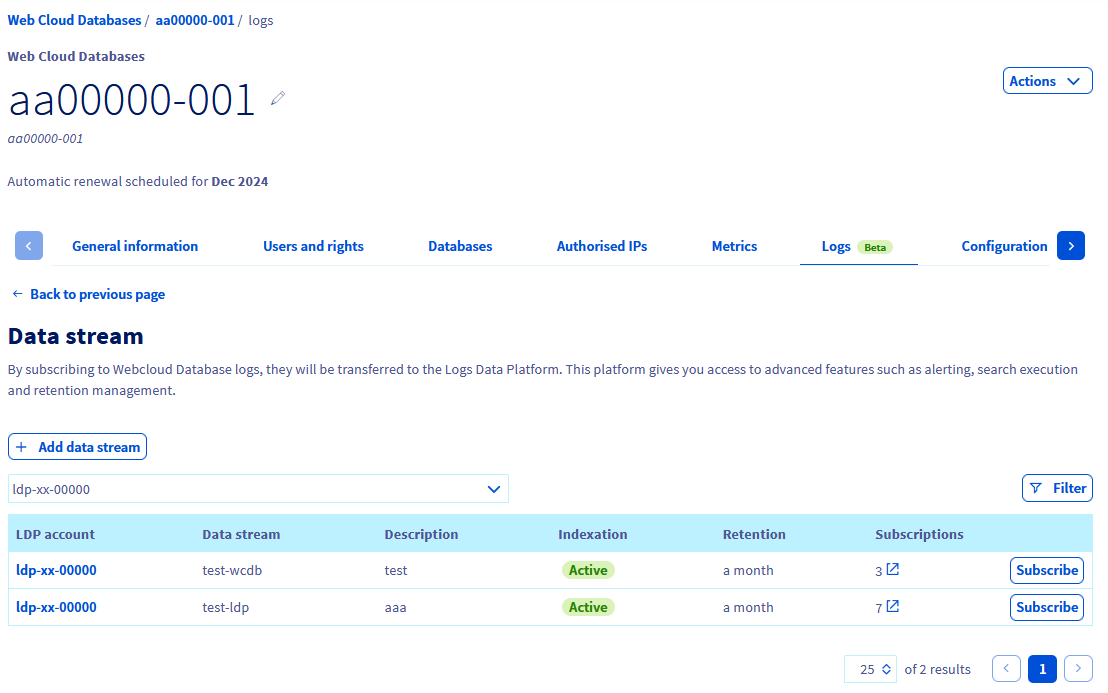 Web Cloud Databases / aa00000-001 / logs
Web Cloud Databases
aa00000-001
Actions
aa00000-001
Automatic renewal scheduled for Dec 2024
General information Users and rights Databases Authorised IPs Metrics Logs Beta Configuration
Back to previous page
Data stream
By subscribing to Webcloud Database logs, they will be transferred to the Logs Data Platform. This platform gives you access to advanced features such as alerting, search execution
and retention management.
+ Add data stream
ldp-xx-00000 Filter
LDP account Data stream Description Indexation Retention Subscriptions
ldp-xx-00000 test-wcdb test Active a month 3 Subscribe
ldp-xx-00000 test-ldp aaa Active a month 7 Subscribe
25 of 2 results 1